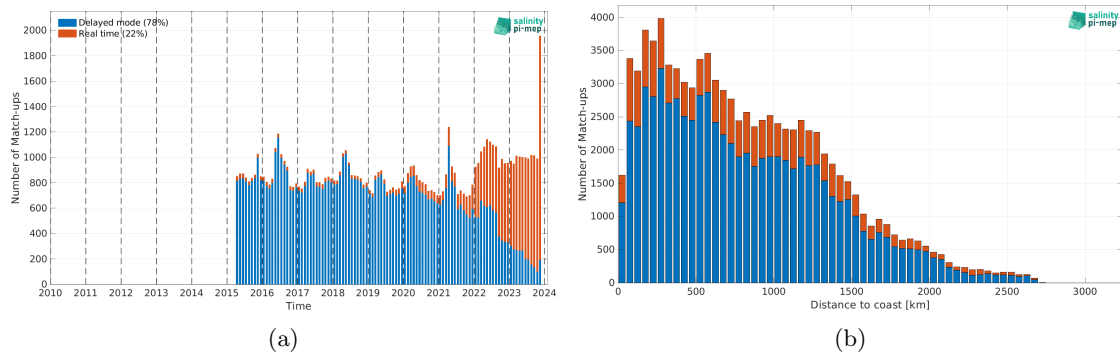 Delayed mode (78%)
Real time (22%)
salinity
pi-mep
Number of Match-ups
2000
1800
1600
1400
1200
1000
800
600
400
200
0
2010 2011 2012 2013 2014 2015 2016 2017 2018 2019 2020 2021 2022 2023 2024
Time
(a)
salinity
pi-mep
Number of Match-ups
4000
3500
3000
2500
2000
1500
1000
500
0
0 500 1000 1500 2000 2500 3000
Distance to coast [km]
(b)